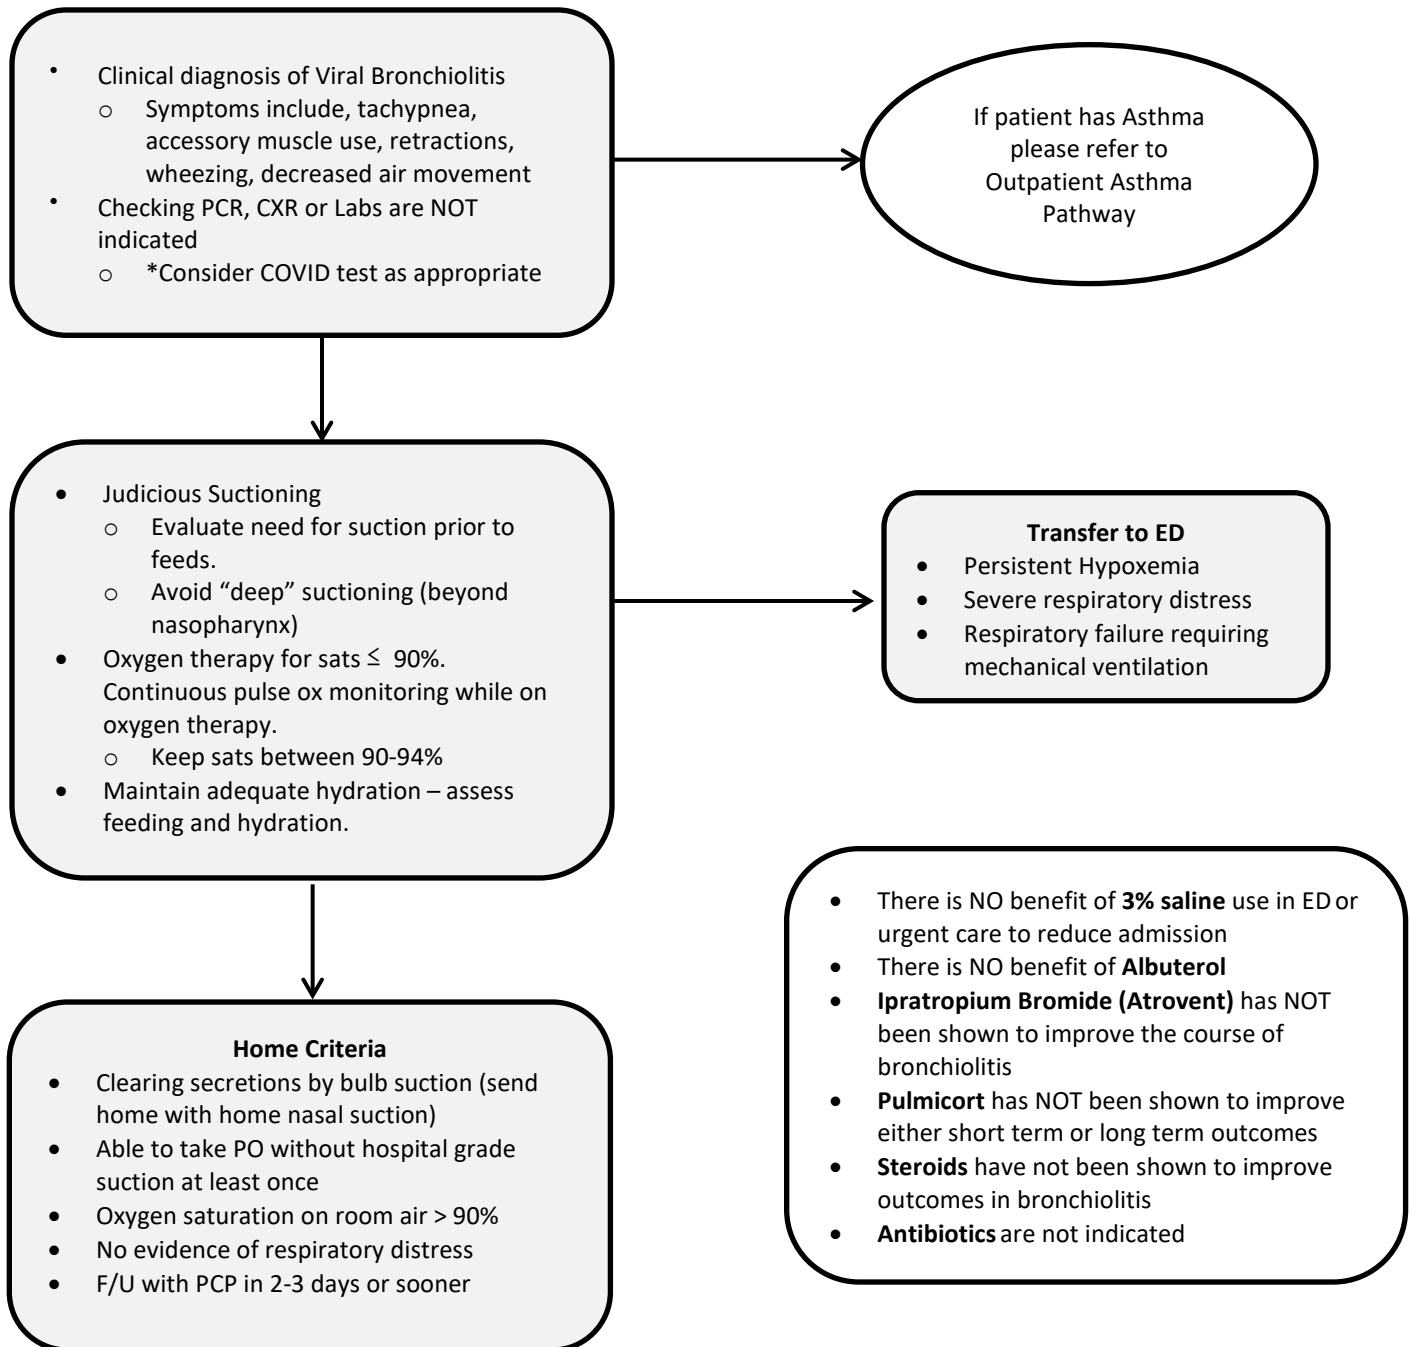 • Clinical diagnosis of Viral Bronchiolitis
o Symptoms include, tachypnea,
accessory muscle use, retractions,
wheezing, decreased air movement
• Checking PCR, CXR or Labs are NOT
indicated
o *Consider COVID test as appropriate
If patient has Asthma
please refer to
Outpatient Asthma
Pathway
• Judicious Suctioning
o Evaluate need for suction prior to
feeds.
o Avoid “deep” suctioning (beyond
nasopharynx)
• Oxygen therapy for sats ≤ 90%.
Continuous pulse ox monitoring while on
oxygen therapy.
o Keep sats between 90-94%
• Maintain adequate hydration – assess
feeding and hydration.
Transfer to ED
• Persistent Hypoxemia
• Severe respiratory distress
• Respiratory failure requiring
mechanical ventilation
Home Criteria
• Clearing secretions by bulb suction (send
home with home nasal suction)
• Able to take PO without hospital grade
suction at least once
• Oxygen saturation on room air > 90%
• No evidence of respiratory distress
• F/U with PCP in 2-3 days or sooner
• There is NO benefit of 3% saline use in ED or
urgent care to reduce admission
• There is NO benefit of Albuterol
• Ipratropium Bromide (Atrovent) has NOT
been shown to improve the course of
bronchiolitis
• Pulmicort has NOT been shown to improve
either short term or long term outcomes
• Steroids have not been shown to improve
outcomes in bronchiolitis
• Antibiotics are not indicated